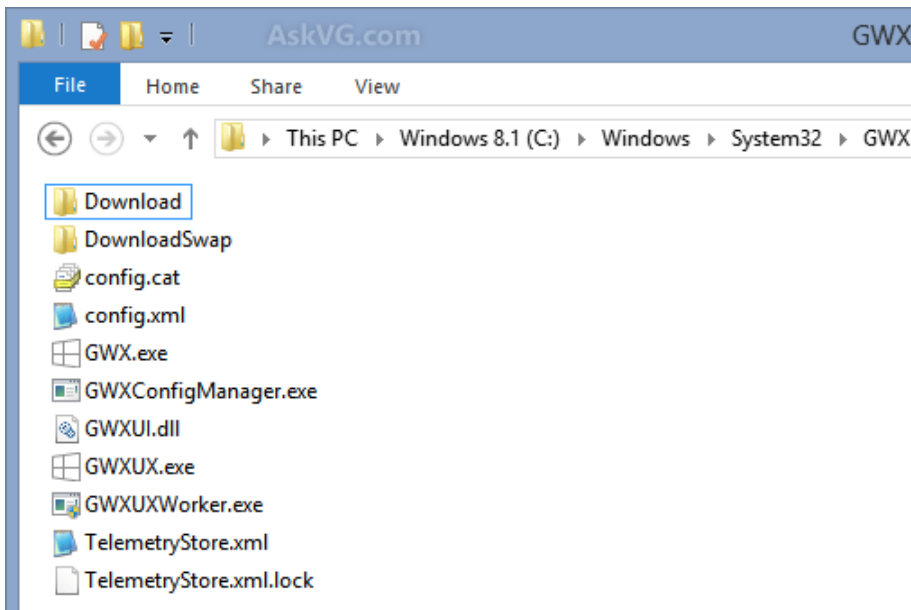 AskVG.com GWX
File Home Share View
This PC Windows 8.1 (C:) Windows System32 GWX
Download
DownloadSwap
config.cat
config.xml
GWX.exe
GWXConfigManager.exe
GWXUI.dll
GWXUX.exe
GWXUXWorker.exe
TelemetryStore.xml
TelemetryStore.xml.lock